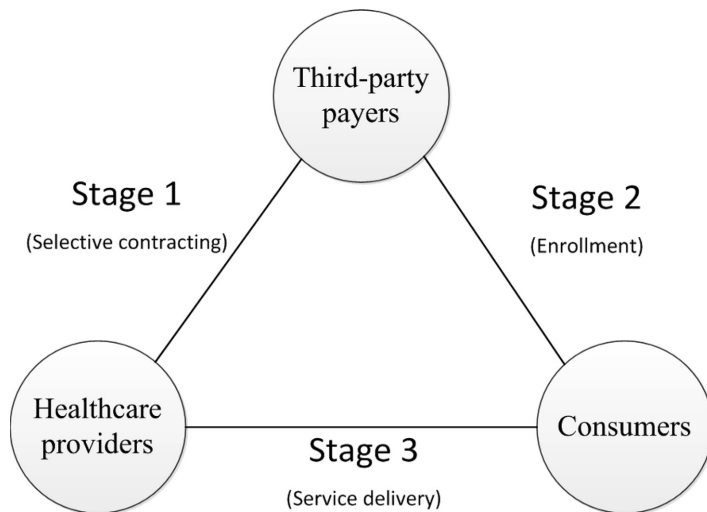 Third-party
payers
Stage 1
(Selective contracting)
Stage 2
(Enrollment)
Healthcare
providers
Consumers
Stage 3
(Service delivery)